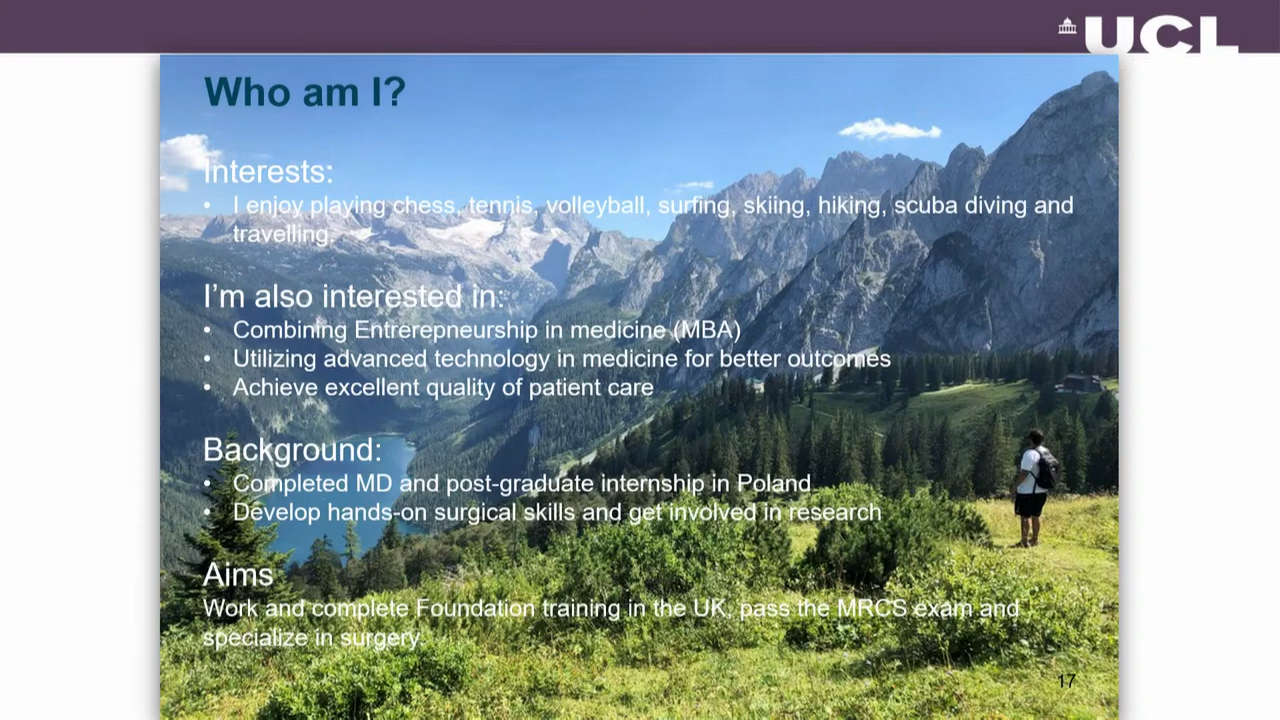 UCL
Who am I?
Interests:
• I enjoy playing chess, tennis, volleyball, surfing, skiing, hiking, scuba diving and
travelling.
I'm also interested in:
• Combining Entrerepneurship in medicine (MBA)
• Utilizing advanced technology in medicine for better outcomes
• Achieve excellent quality of patient care
Background:
• Completed MD and post-graduate internship in Poland
• Develop hands-on surgical skills and get involved in research
Aims
Work and complete Foundation training in the UK, pass the MRCS exam and
specialize in surgery.
17